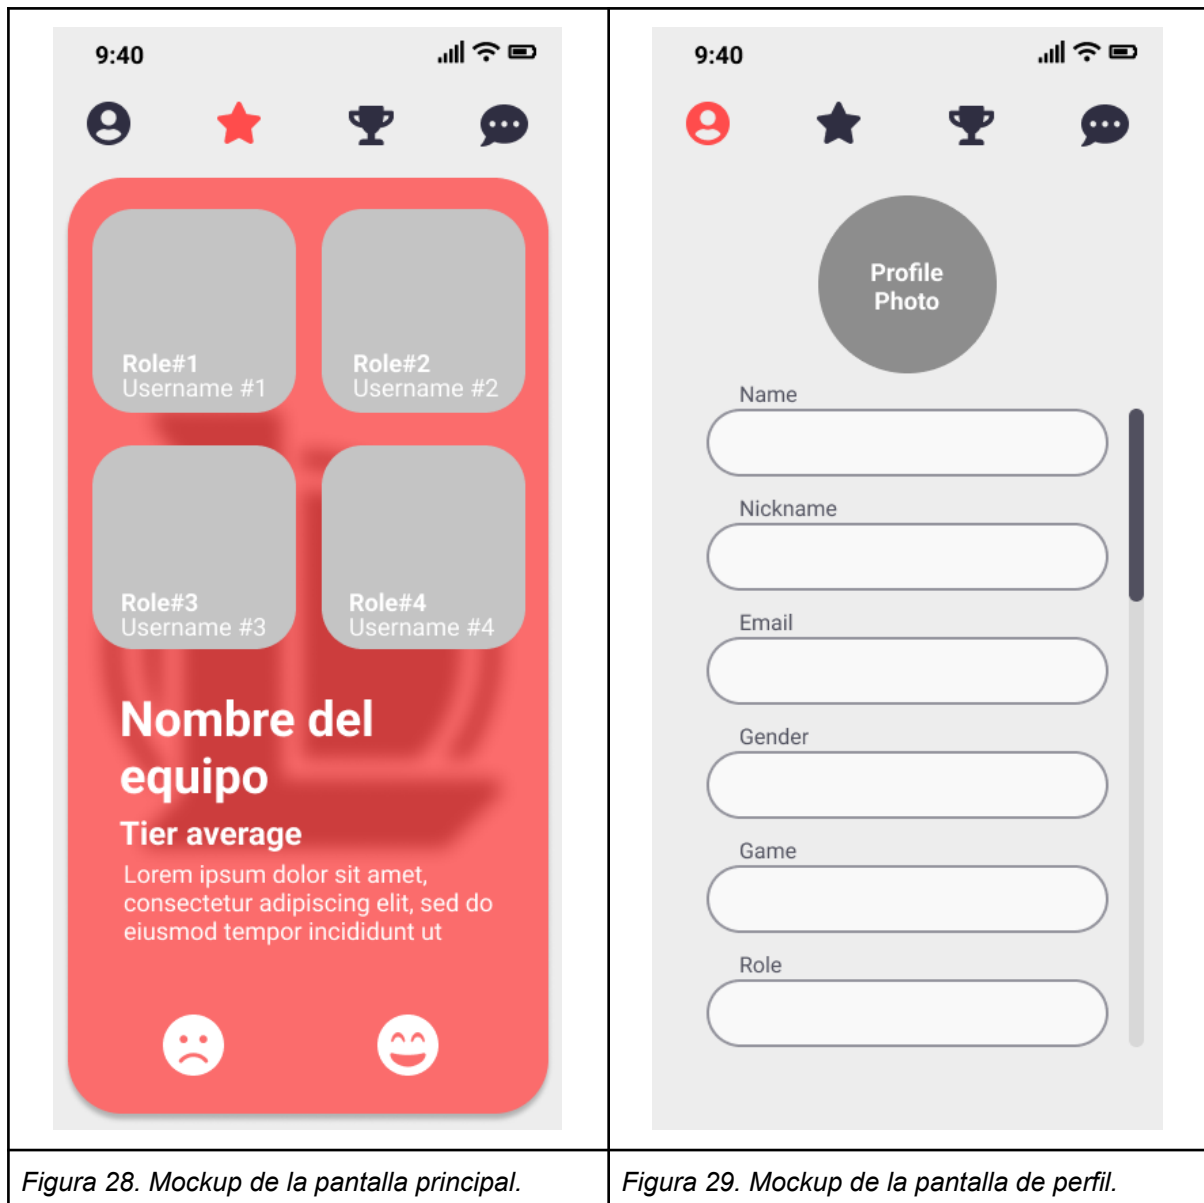 9:40
Role#1
Username #1
Role#2
Username #2
Role#3
Username #3
Role#4
Username #4
Nombre del
equipo
Tier average
Lorem ipsum dolor sit amet,
consectetur adipiscing elit, sed do
eiusmod tempor incididunt ut
Figura 28. Mockup de la pantalla principal.
9:40
Profile
Photo
Name
Nickname
Email
Gender
Game
Role
Figura 29. Mockup de la pantalla de perfil.